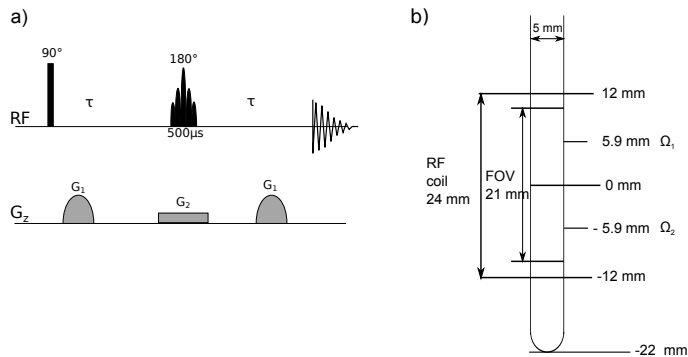 a)
90°
180°
τ
τ
RF
500μs
G1
G2
G1
Gz
b)
5 mm
12 mm
5.9 mm Ω1
RF
coil
24 mm
FOV
21 mm
0 mm
- 5.9 mm Ω2
-12 mm
-22 mm